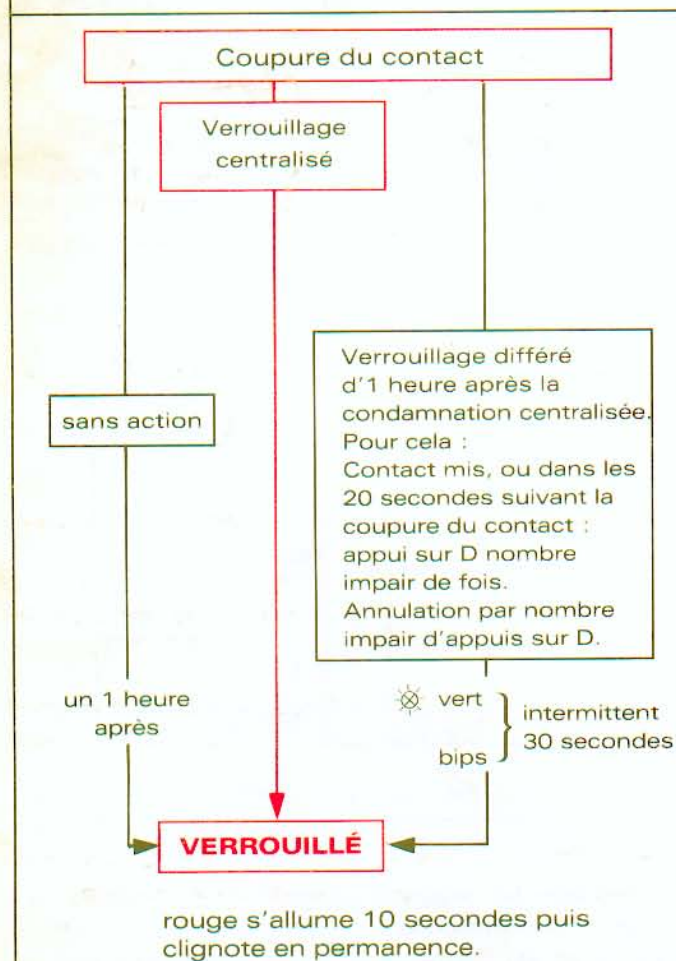 Coupure du contact
Verrouillage
centralisé
sans action
un 1 heure
après
Verrouillage différé
d'1 heure après la
condamnation centralisée.
Pour cela :
Contact mis, ou dans les
20 secondes suivant la
coupure du contact :
appui sur D nombre
impair de fois.
Annulation par nombre
impair d'appuis sur D.
vert
bips
intermittent
30 secondes
VERROUILLÉ
rouge s'allume 10 secondes puis
clignote en permanence.